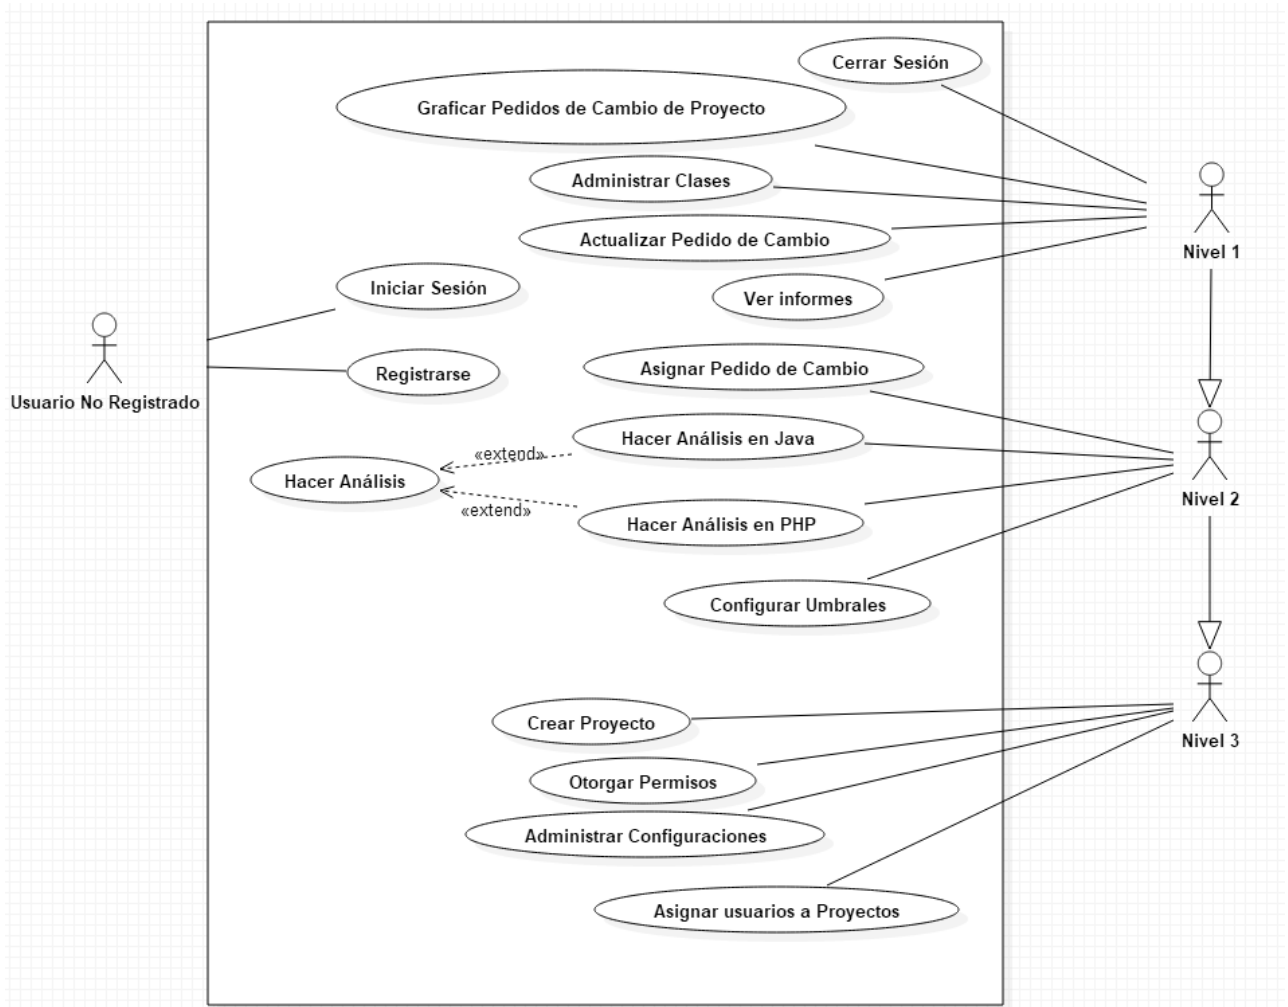 Cerrar Sesión
Graficar Pedidos de Cambio de Proyecto
Administrar Clases
Actualizar Pedido de Cambio
Nivel 1
Iniciar Sesión
Ver informes
Registrarse
Usuario No Registrado
Asignar Pedido de Cambio
Hacer Análisis en Java
«extend»
Hacer Análisis
«extend»
Hacer Análisis en PHP
Nivel 2
Configurar Umbrales
Crear Proyecto
Nivel 3
Otorgar Permisos
Administrar Configuraciones
Asignar usuarios a Proyectos